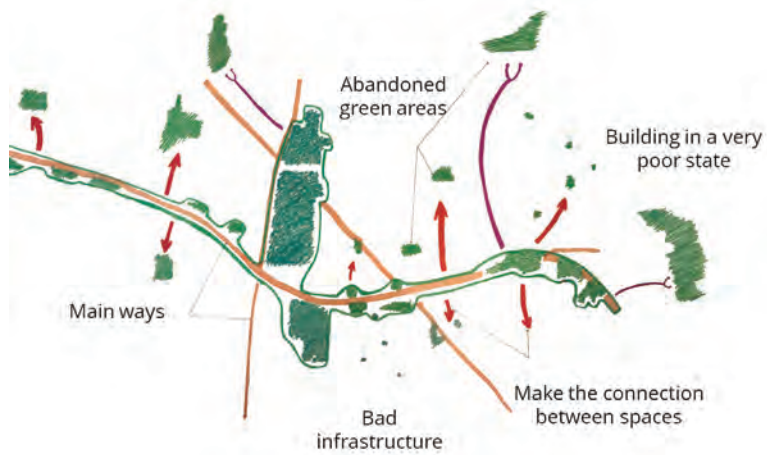 Abandoned
green areas
Building in a very
poor state
Main ways
Make the connection
between spaces
Bad
infrastructure